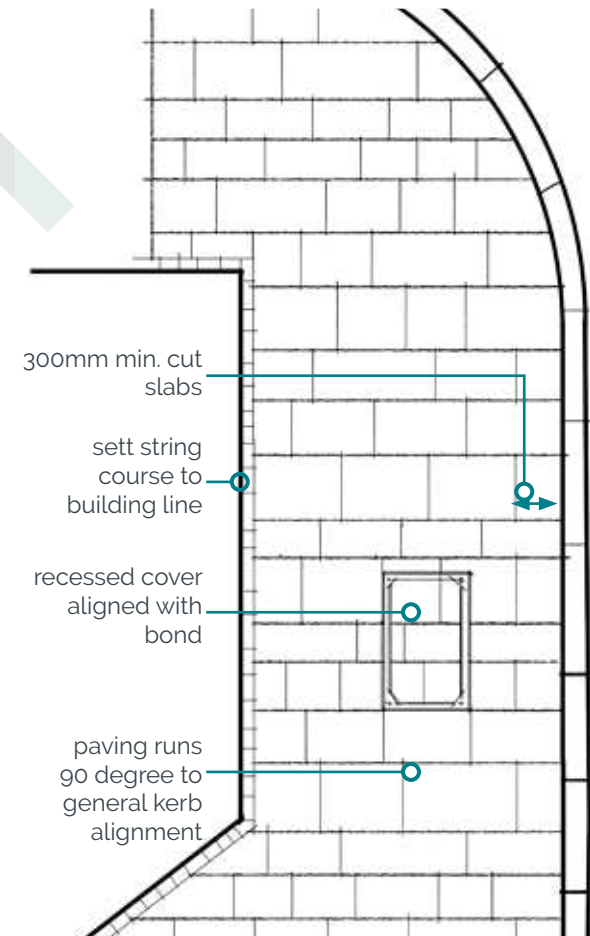 300mm min. cut
slabs
sett string
course to
building line
recessed cover
aligned with
bond
paving runs
90 degree to
general kerb
alignment